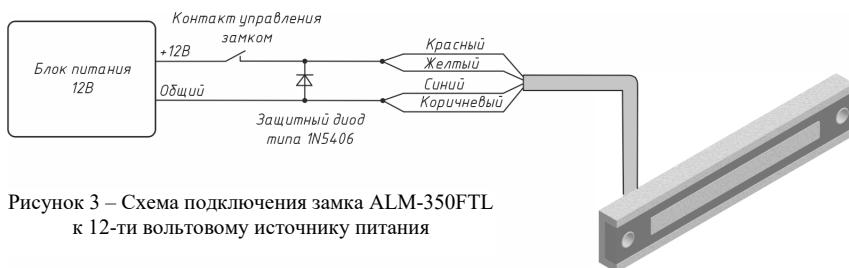 Контакт управления
замком
+12В
Блок питания
12В
Общий
Красный
Желтый
Синий
Коричневый
Защитный диод
типа 1N5406
Рисунок 3 – Схема подключения замка ALM-350FTL
к 12-ти вольтовому источнику питания